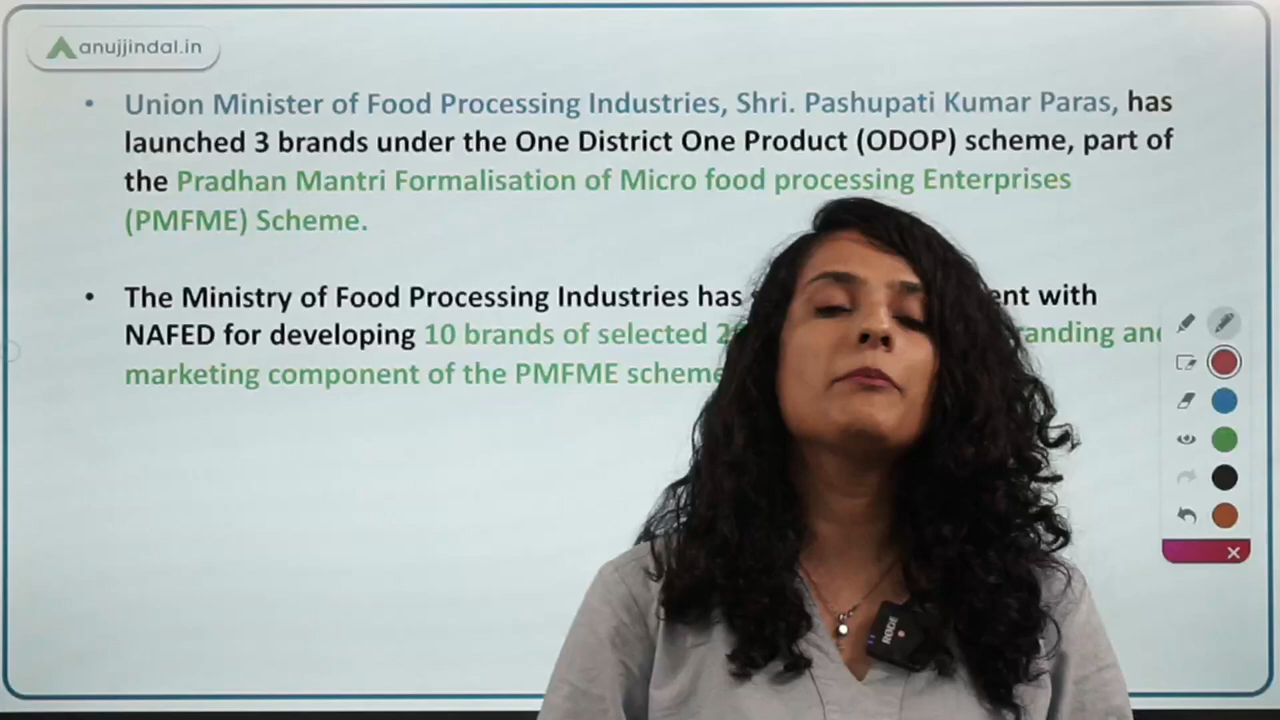 anujjindal.in
• Union Minister of Food Processing Industries, Shri. Pashupati Kumar Paras, has
launched 3 brands under the One District One Product (ODOP) scheme, part of
the Pradhan Mantri Formalisation of Micro food processing Enterprises
(PMFME) Scheme.
• The Ministry of Food Processing Industries has ent with
NAFED for developing 10 brands of selected 2 randing and
marketing component of the PMFME scheme
RODE